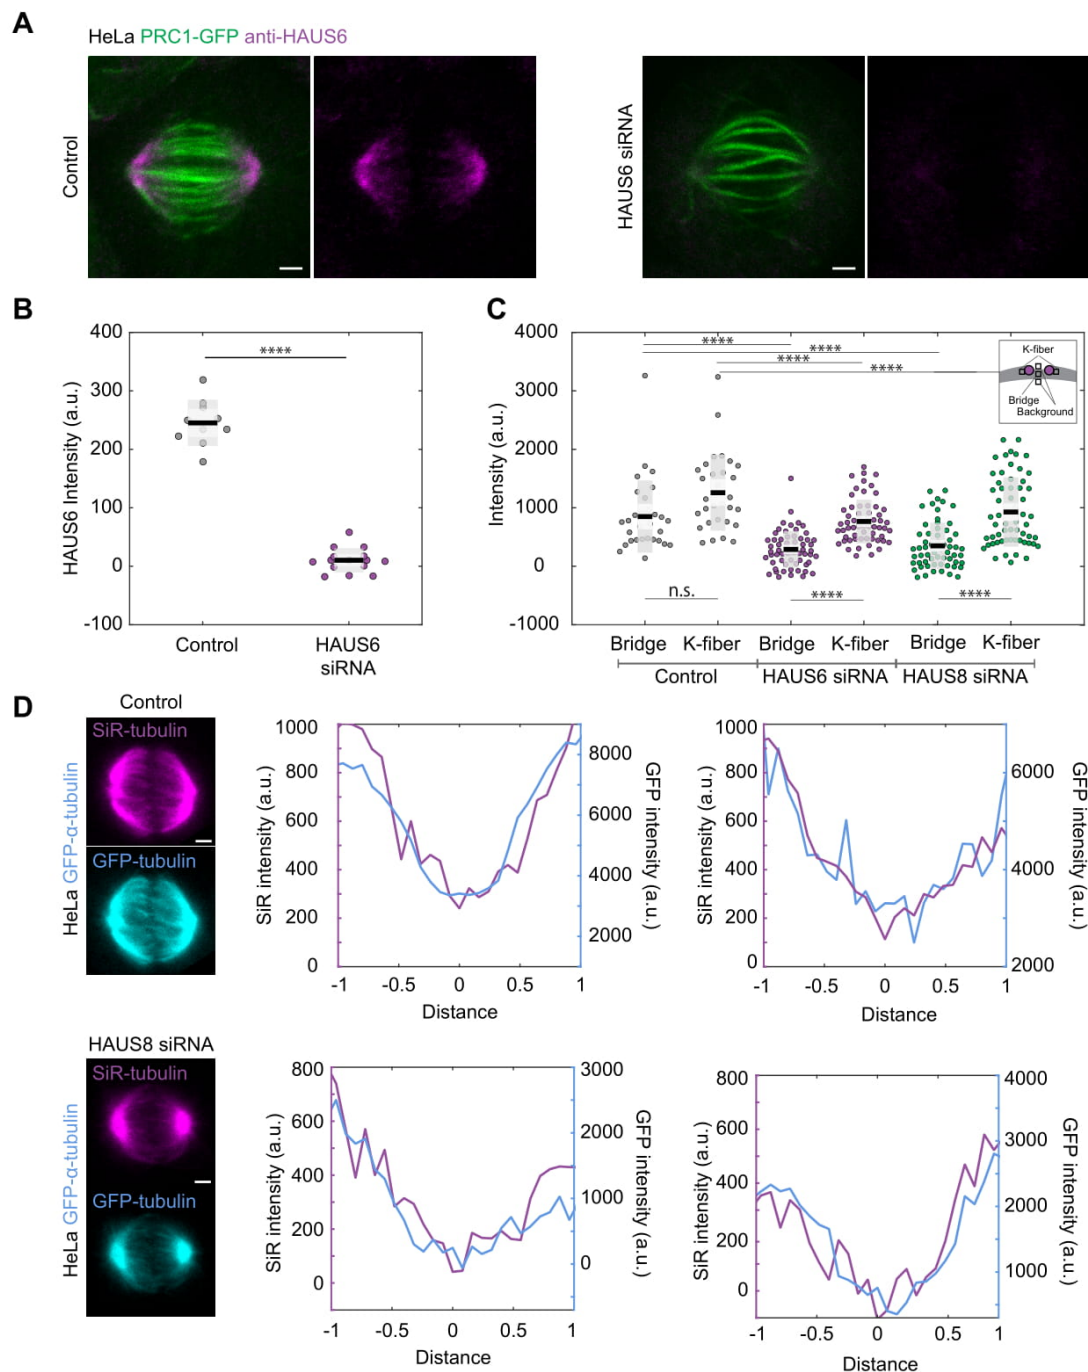 A
HeLa PRC1-GFP anti-HAUS6
Control
HAUS6 siRNA
B
400
300
200
100
0
-100
HAUS6 Intensity (a.u.)
****
Control
HAUS6
siRNA
C
4000
3000
2000
1000
0
-1000
Intensity (a.u.)
****
****
****
****
K-fiber
Bridge
Background
n.s.
****
****
Bridge K-fiber Bridge K-fiber Bridge K-fiber
Control HAUS6 siRNA HAUS8 siRNA
D
Control
HeLa GFP-α-tubulin
SiR-tubulin
GFP-tubulin
SiR intensity (a.u.)
1000
800
600
400
200
0
-1 -0.5 0 0.5 1
Distance
8000
6000
4000
2000
GFP intensity (a.u.)
SiR intensity (a.u.)
1000
800
600
400
200
0
-1 -0.5 0 0.5 1
Distance
6000
4000
2000
GFP intensity (a.u.)
HAUS8 siRNA
HeLa GFP-α-tubulin
SiR-tubulin
GFP-tubulin
SiR intensity (a.u.)
800
600
400
200
0
-1 -0.5 0 0.5 1
Distance
3000
2000
1000
0
GFP intensity (a.u.)
SiR intensity (a.u.)
800
600
400
200
0
-1 -0.5 0 0.5 1
Distance
4000
3000
2000
1000
GFP intensity (a.u.)